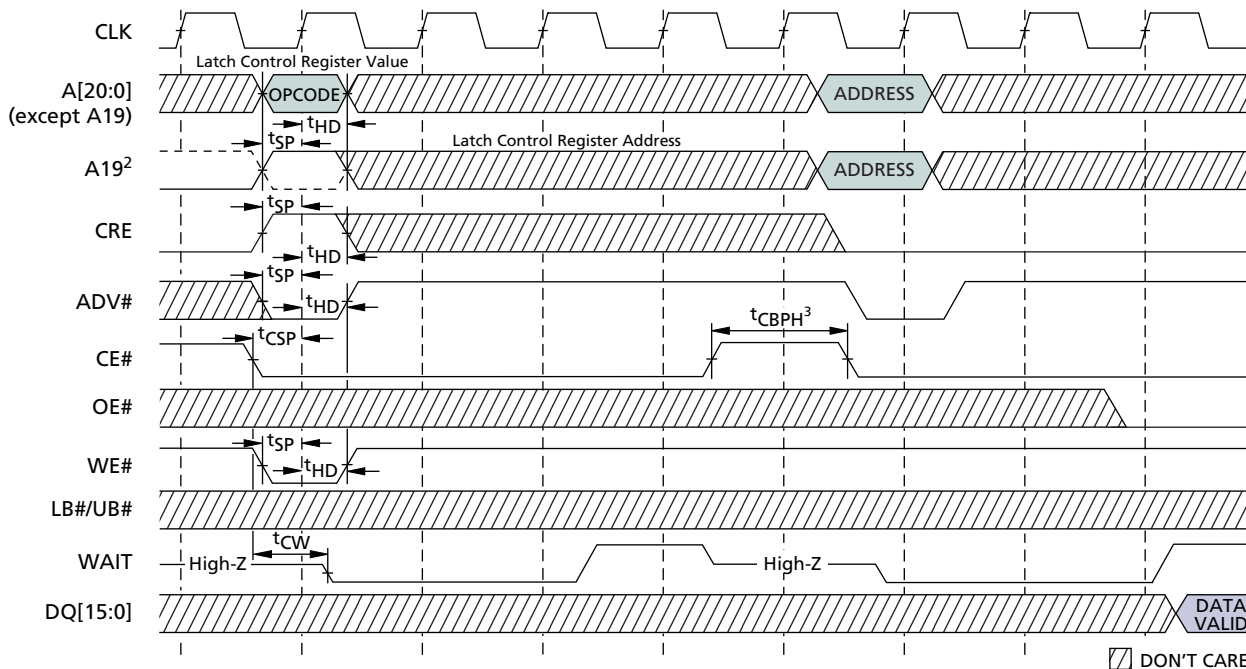 CLK
Latch Control Register Value
A[20:0]
(except A19)
OPCODE
ADDRESS
tHD
tSP
Latch Control Register Address
A19²
ADDRESS
tSP
CRE
tHD
tSP
ADV#
tHD
tCBPH³
tCSP
CE#
OE#
tSP
WE#
tHD
LB#/UB#
tCW
WAIT
High-Z
High-Z
DQ[15:0]
DATA
VALID
DON'T CARE